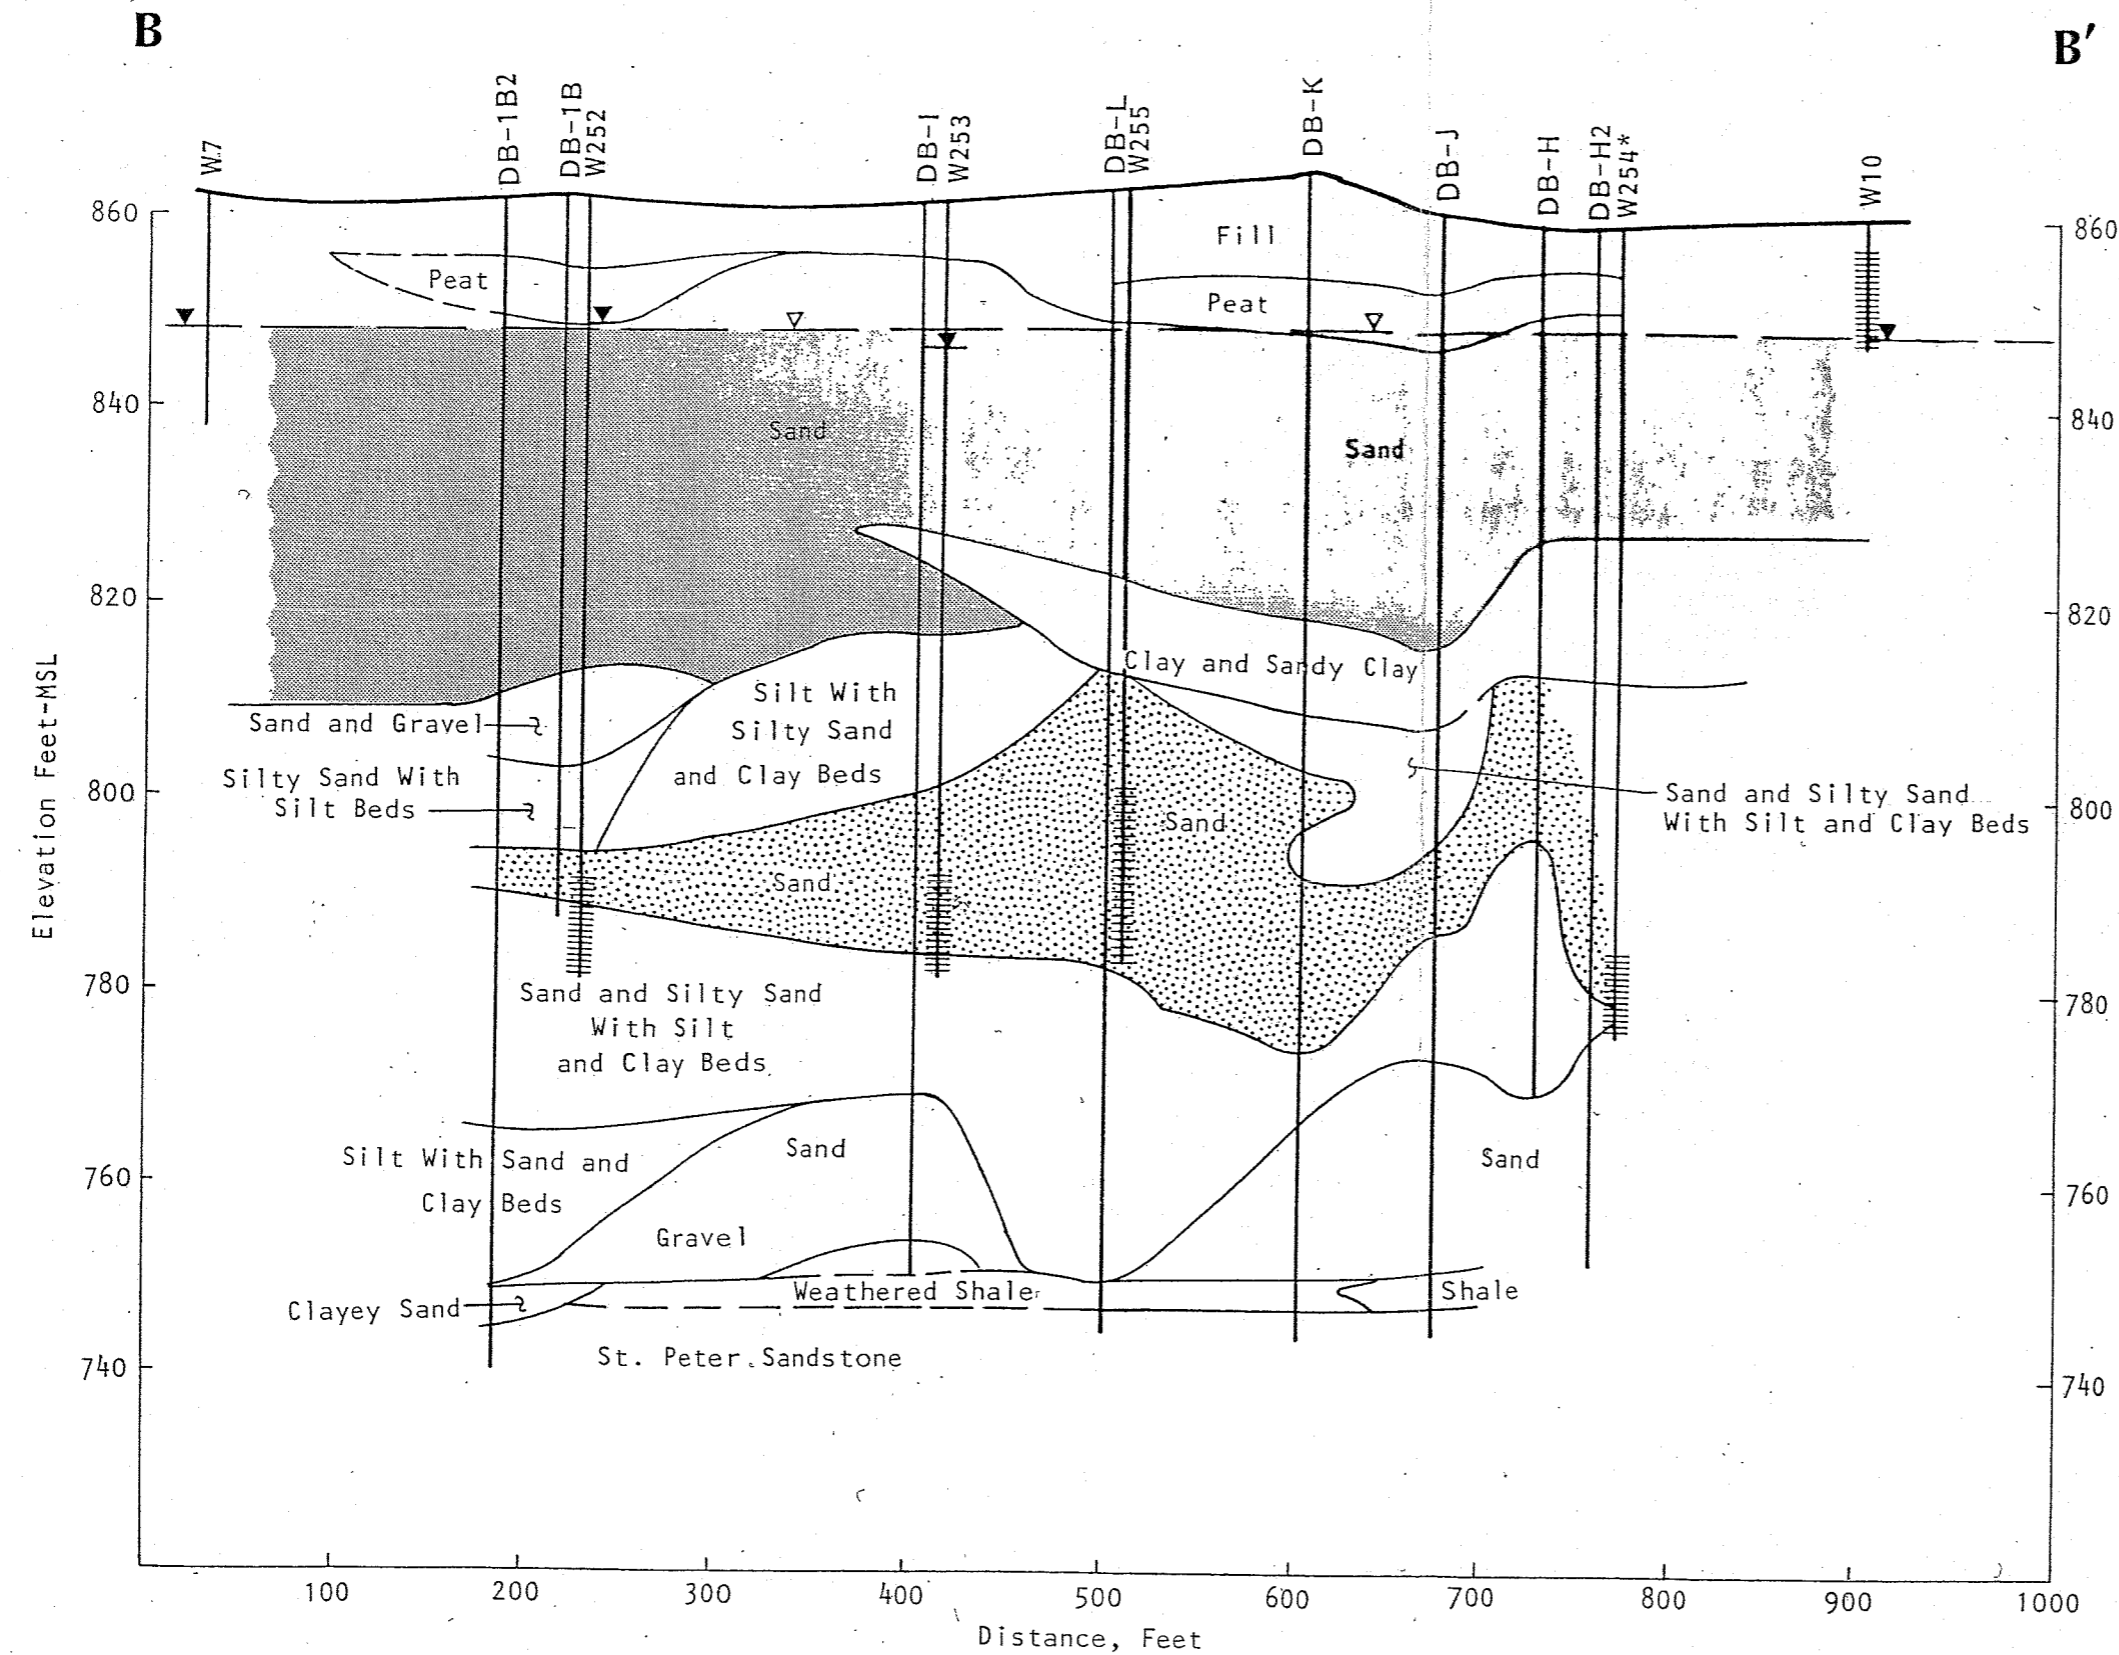 B
B'
W7
DB-1B2
DB-1B
W252
DB-I
W253
DB-L
W255
DB-K
DB-J
DB-H
DB-H2
W254*
W10
860
860
Fill
Peat
Peat
840
840
Sand
Sand
820
820
Elevation Feet-MSL
Clay and Sandy Clay
Sand and Gravel
Silt With
Silty Sand
and Clay Beds
Silty Sand With
Silt Beds
800
800
Sand and Silty Sand
With Silt and Clay Beds
Sand
Sand
780
780
Sand and Silty Sand
With Silt
and Clay Beds
Silt With Sand and
Clay Beds
Sand
Sand
760
760
Gravel
Weathered Shale
Shale
Clayey Sand
St. Peter Sandstone
740
740
100
200
300
400
500
600
700
800
900
1000
Distance, Feet